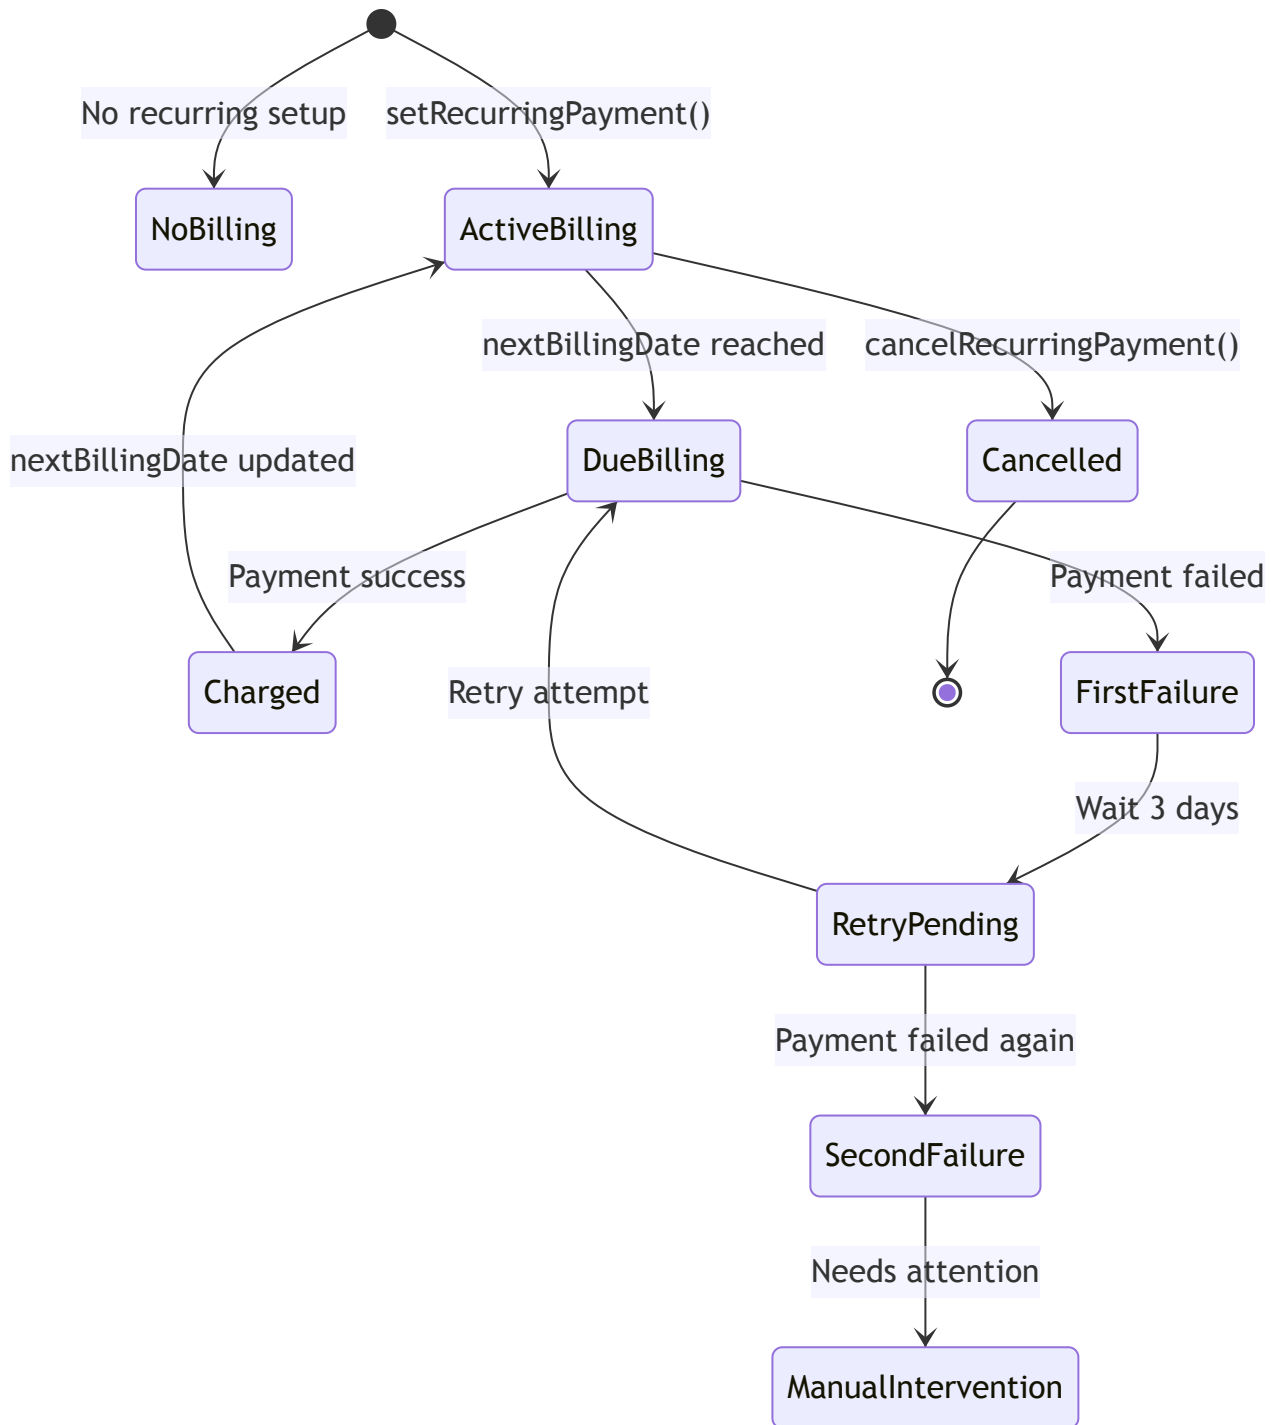 No recurring setup
setRecurringPayment()
NoBilling
ActiveBilling
nextBillingDate reached
cancelRecurringPayment()
nextBillingDate updated
DueBilling
Cancelled
Payment success
Payment failed
Charged
Retry attempt
FirstFailure
Wait 3 days
RetryPending
Payment failed again
SecondFailure
Needs attention
ManualIntervention